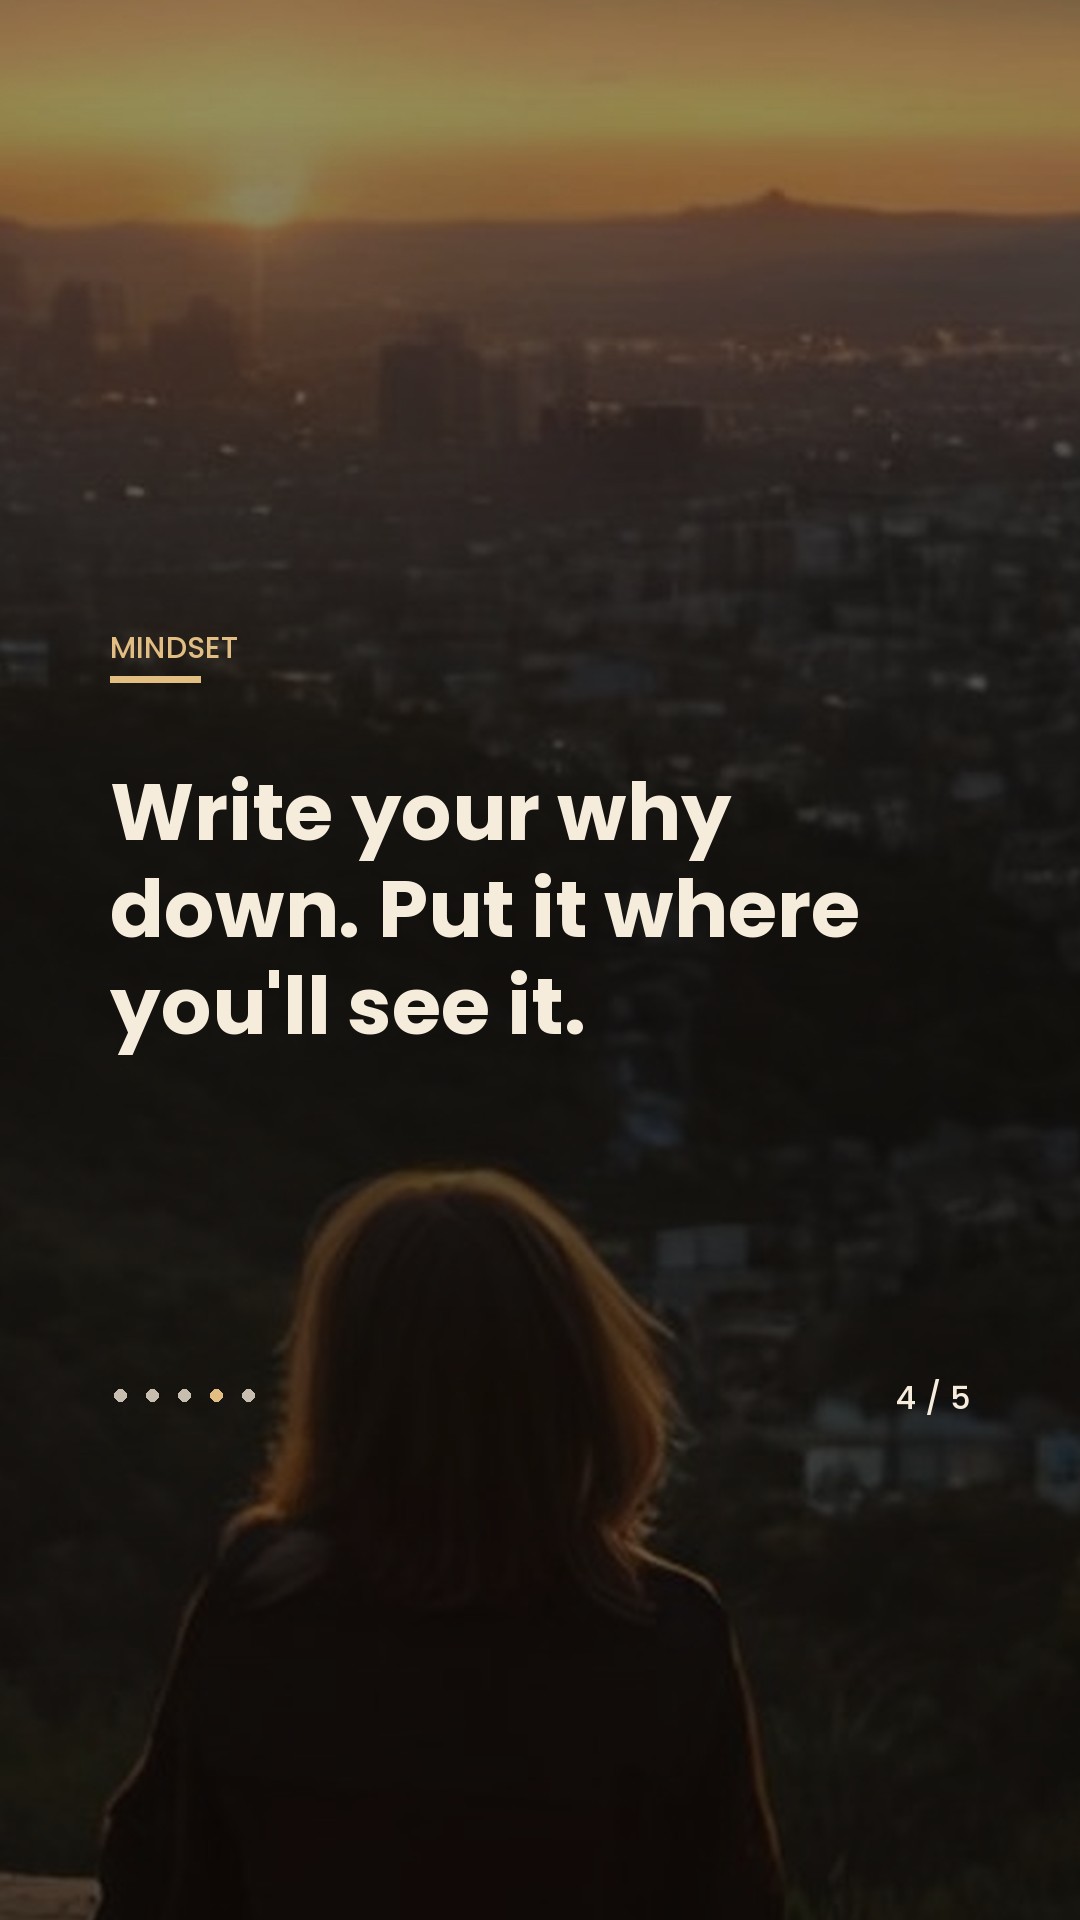 MINDSET
Write your why
down. Put it where
you'll see it.
4 / 5